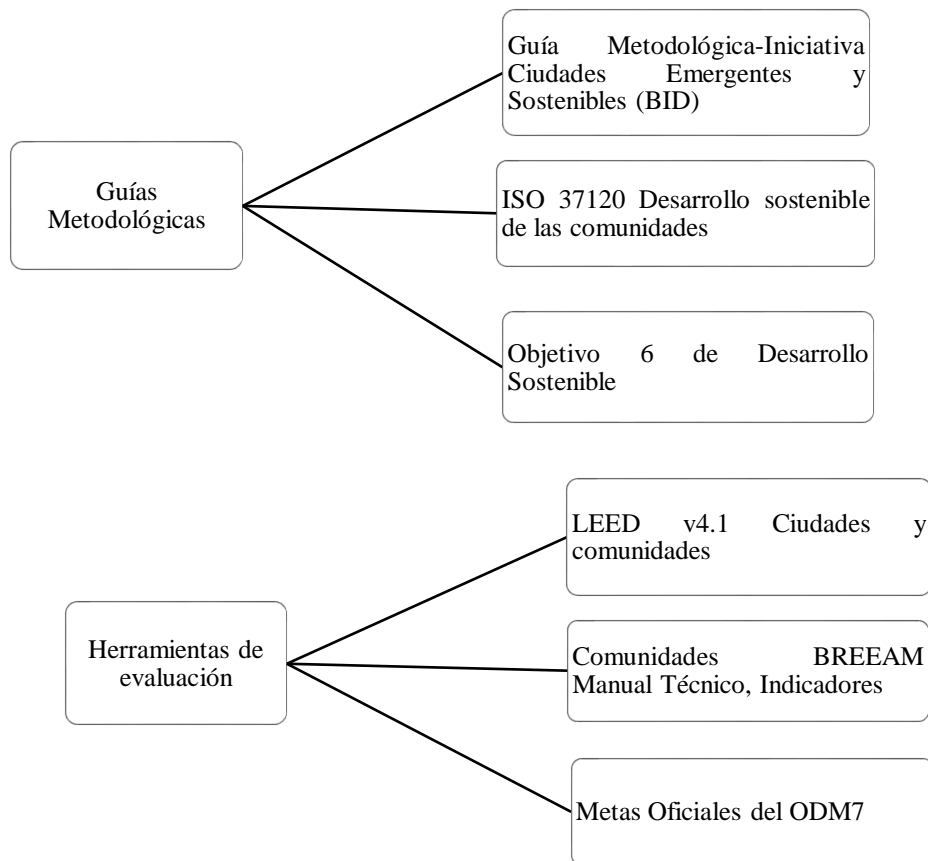 Guía Metodológica-Iniciativa
Ciudades Emergentes y
Sostenibles (BID)
Guías
Metodológicas
ISO 37120 Desarrollo sostenible
de las comunidades
Objetivo 6 de Desarrollo
Sostenible
LEED v4.1 Ciudades y
comunidades
Herramientas de
evaluación
Comunidades BREEAM
Manual Técnico, Indicadores
Metas Oficiales del ODM7